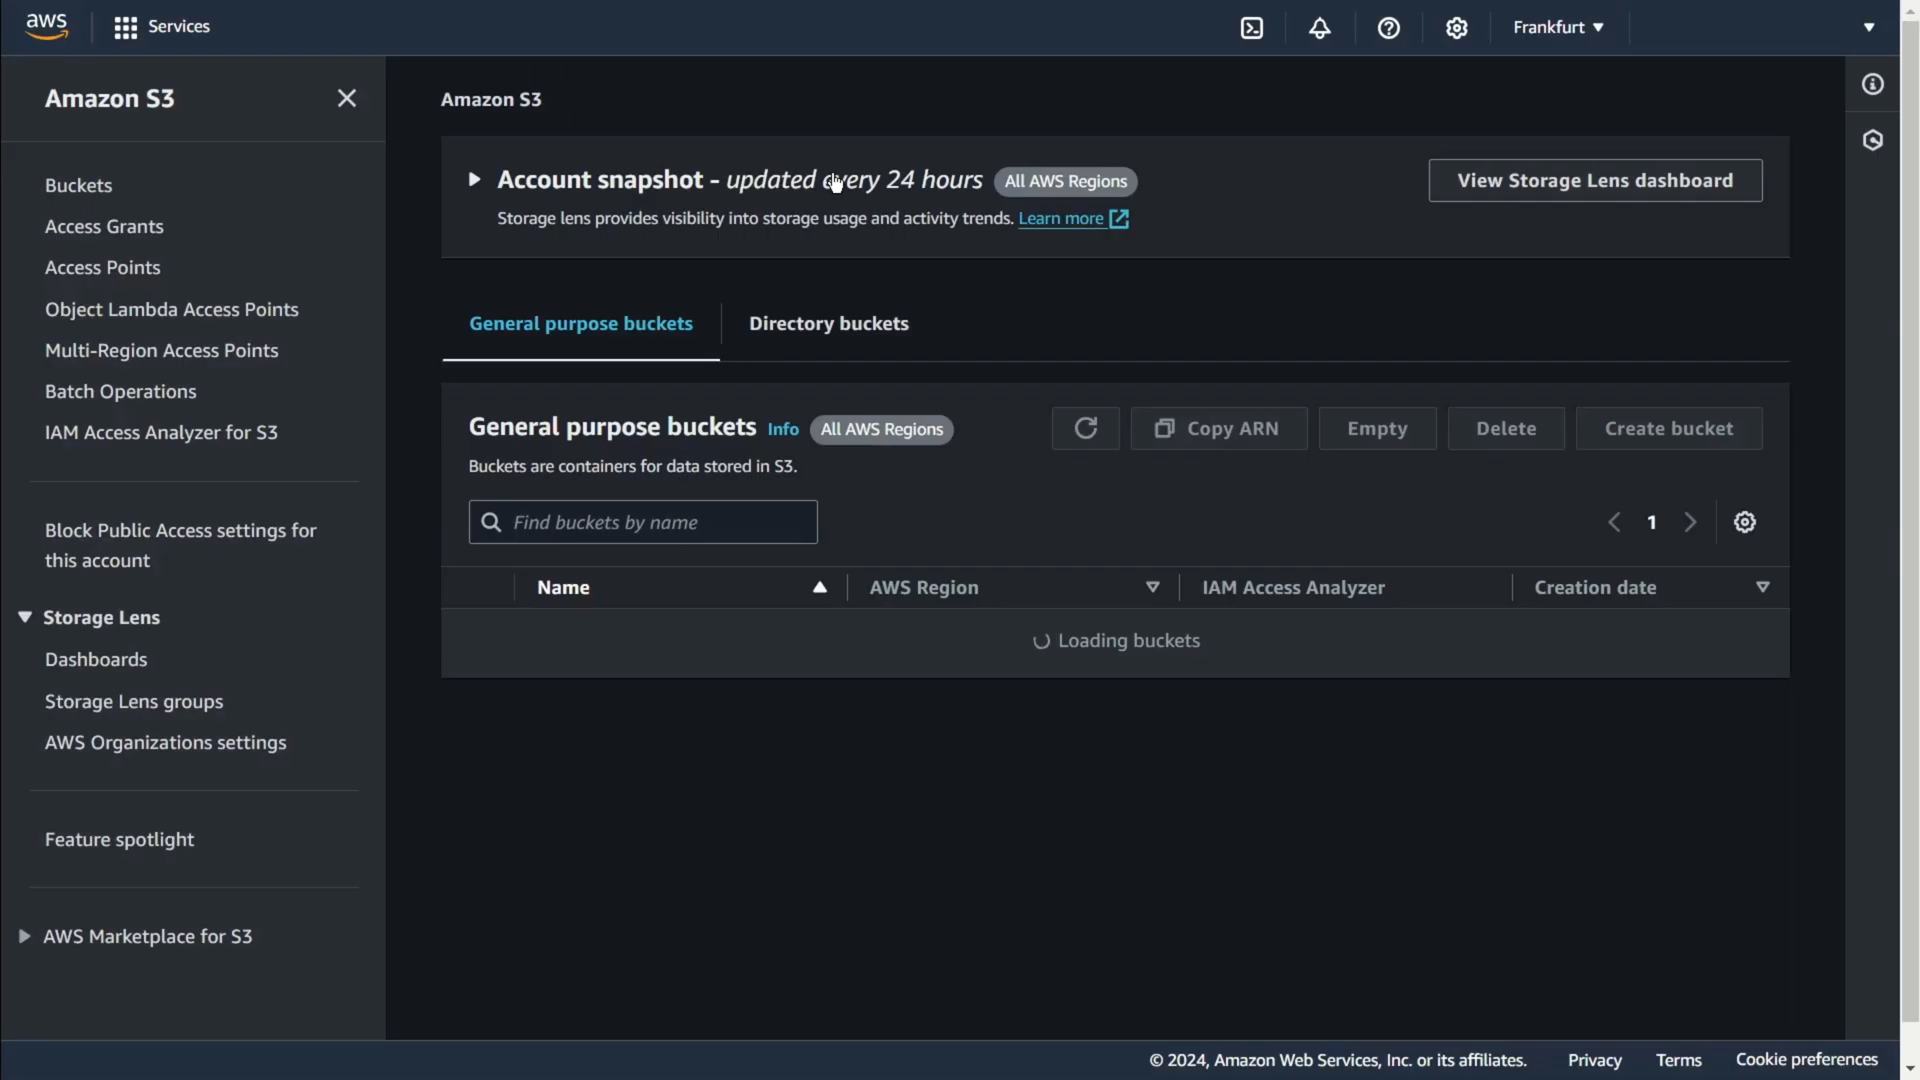 aws
Services
Frankfurt
Amazon S3
Buckets
Access Grants
Access Points
Object Lambda Access Points
Multi-Region Access Points
Batch Operations
IAM Access Analyzer for S3
Block Public Access settings for
this account
Storage Lens
Dashboards
Storage Lens groups
AWS Organizations settings
Feature spotlight
AWS Marketplace for S3
Amazon S3
Account snapshot - updated every 24 hours All AWS Regions
View Storage Lens dashboard
Storage lens provides visibility into storage usage and activity trends. Learn more
General purpose buckets
Directory buckets
General purpose buckets Info All AWS Regions
Copy ARN
Empty
Delete
Create bucket
Buckets are containers for data stored in S3.
Find buckets by name
1
Name
AWS Region
IAM Access Analyzer
Creation date
Loading buckets
© 2024, Amazon Web Services, Inc. or its affiliates.
Privacy
Terms
Cookie preferences